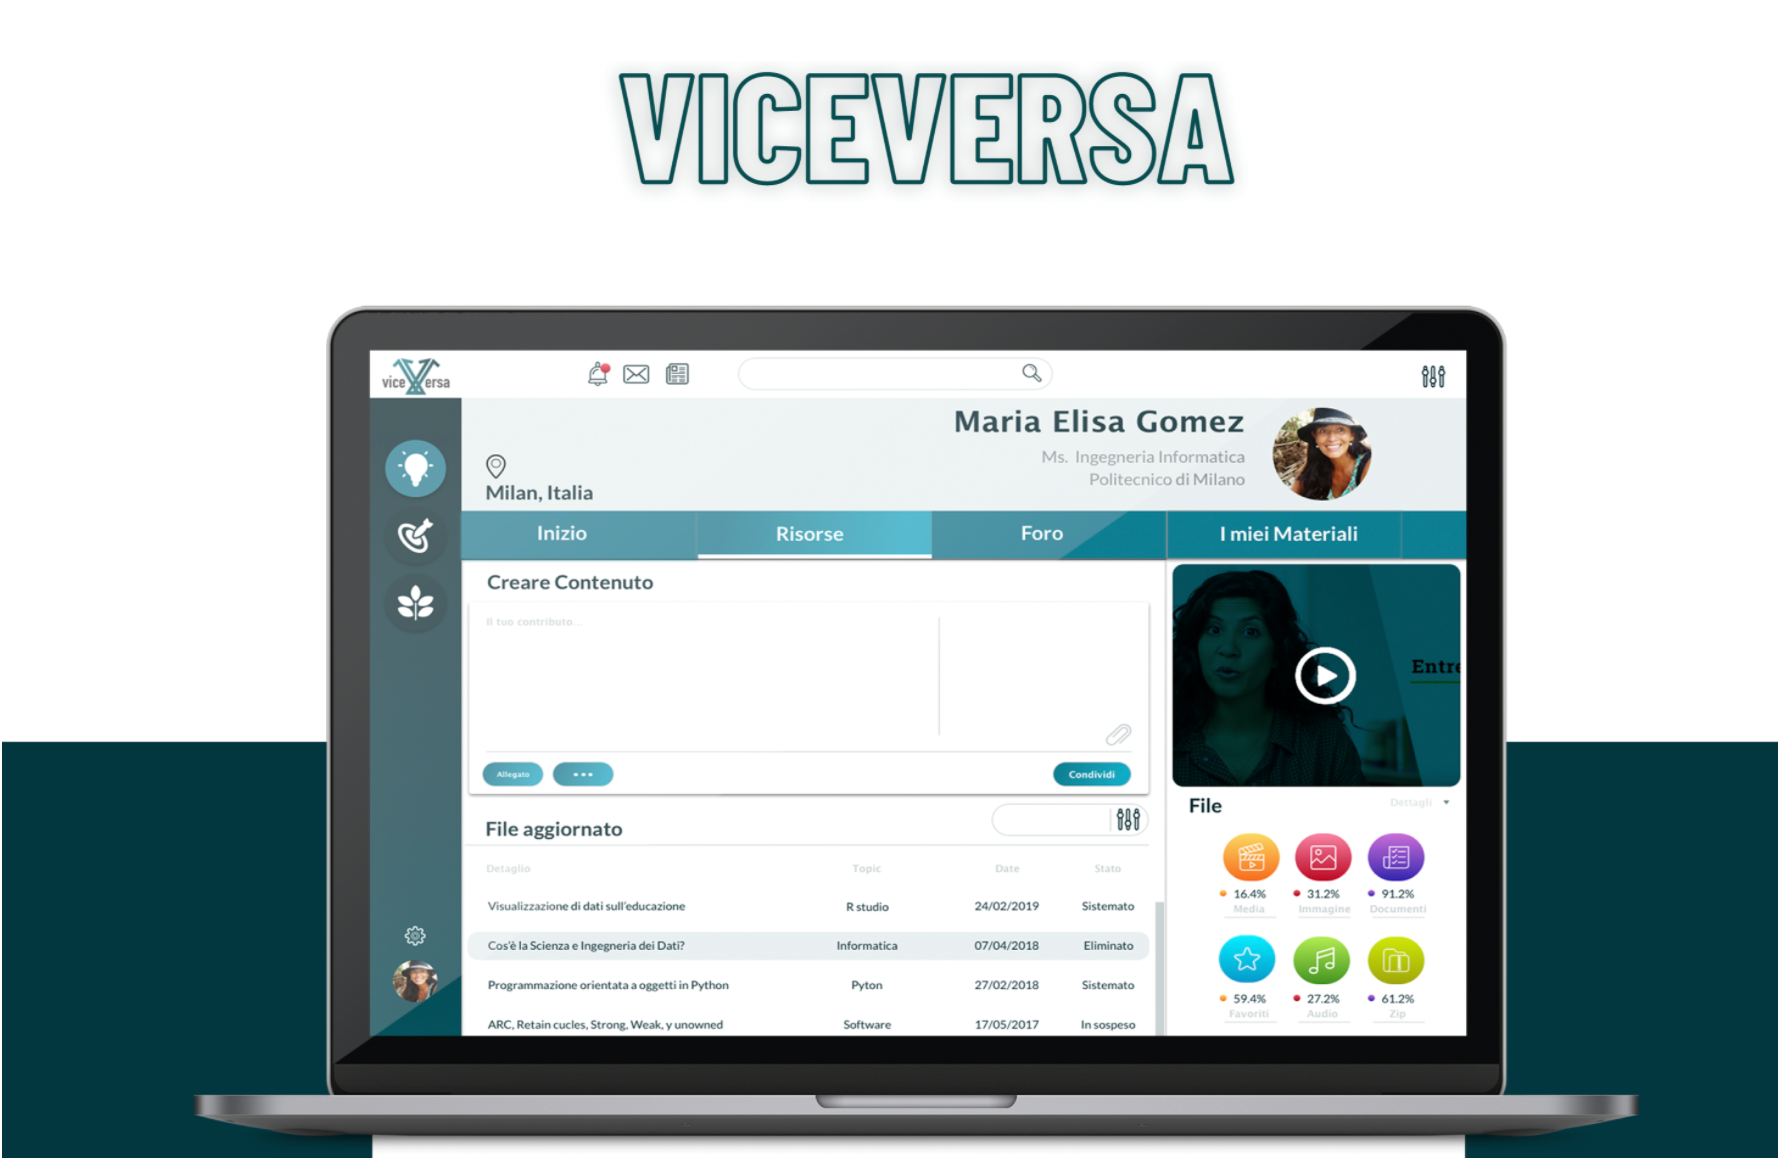 VICEVERSA
vice versa
Maria Elisa Gomez
Ms. Ingegneria Informatica
Politecnico di Milano
Milan, Italia
Inizio Risorse Foro I miei Materiali
Creare Contenuto
Il tuo contributo...
Entre
Allegato
Condividi
File aggiornato
Detaglio Topic Date Stato
Visualizzazione di dati sull'educazione R studio 24/02/2019 Sistemato
Cos'è la Scienza e Ingegneria dei Dati? Informatica 07/04/2018 Eliminato
Programmazione orientata a oggetti in Python Pyton 27/02/2018 Sistemato
ARC, Retain cucles, Strong, Weak, y unowned Software 17/05/2017 In sospeso
File Dettagli
16.4% 31.2% 91.2%
Media Immagine Documenti
59.4% 27.2% 61.2%
Favoriti Audio Zip